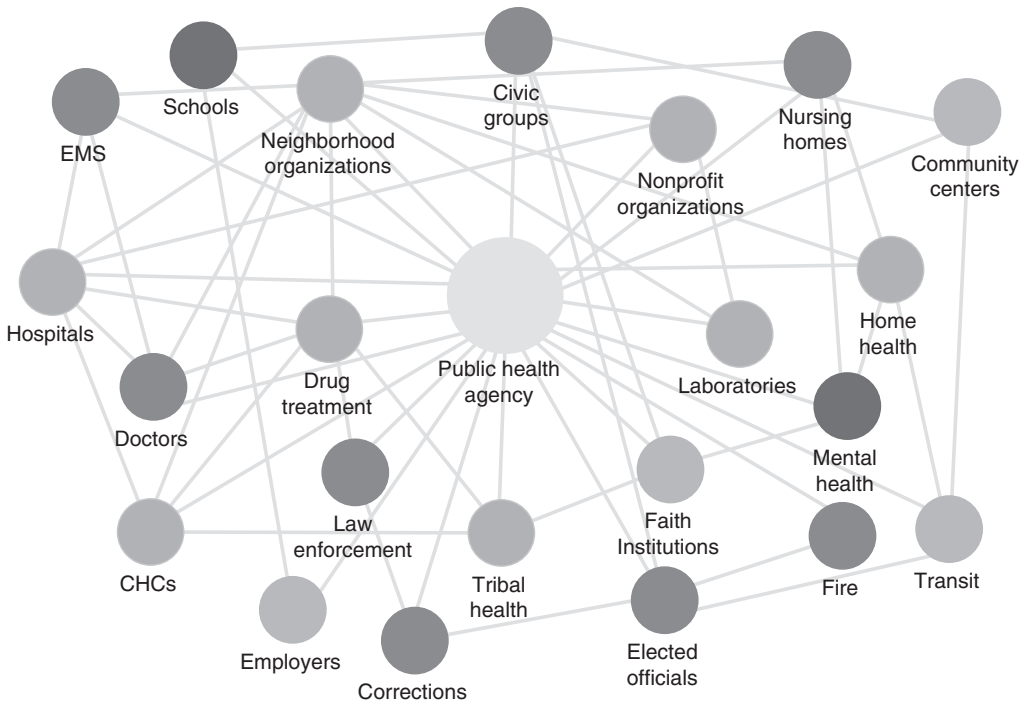 Schools
Civic
groups
Nursing
homes
EMS
Neighborhood
organizations
Community
centers
Nonprofit
organizations
Hospitals
Home
health
Public health
agency
Drug
treatment
Laboratories
Doctors
Mental
health
Law
enforcement
Faith
Institutions
CHCs
Tribal
health
Fire
Transit
Employers
Elected
officials
Corrections